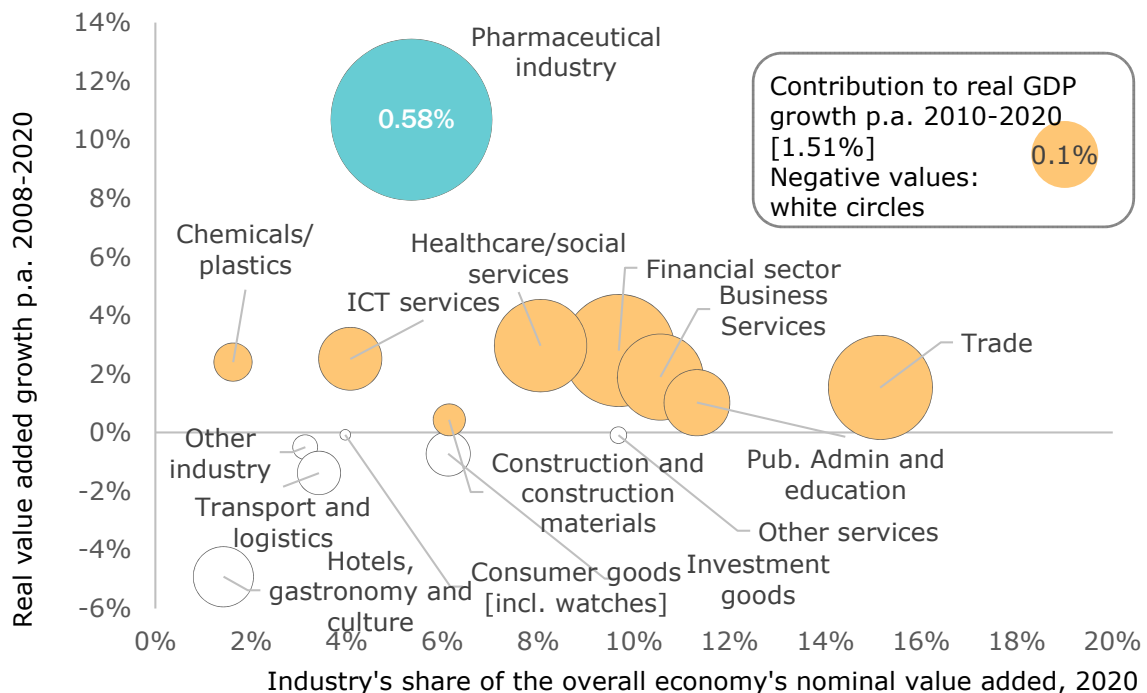 Real value added growth p.a. 2008-2020
14%
12%
10%
8%
6%
4%
2%
0%
-2%
-4%
-6%
Pharmaceutical
industry
0.58%
Contribution to real GDP
growth p.a. 2010-2020
[1.51%]
Negative values:
white circles
0.1%
Chemicals/
plastics
ICT services
Healthcare/social
services
Financial sector
Business
Services
Trade
Other
industry
Transport and
logistics
Hotels,
gastronomy and
culture
Consumer goods
[incl. watches]
Construction and
construction
materials
Pub. Admin and
education
Other services
Investment
goods
0%
2%
4%
6%
8%
10%
12%
14%
16%
18%
20%
Industry's share of the overall economy's nominal value added, 2020